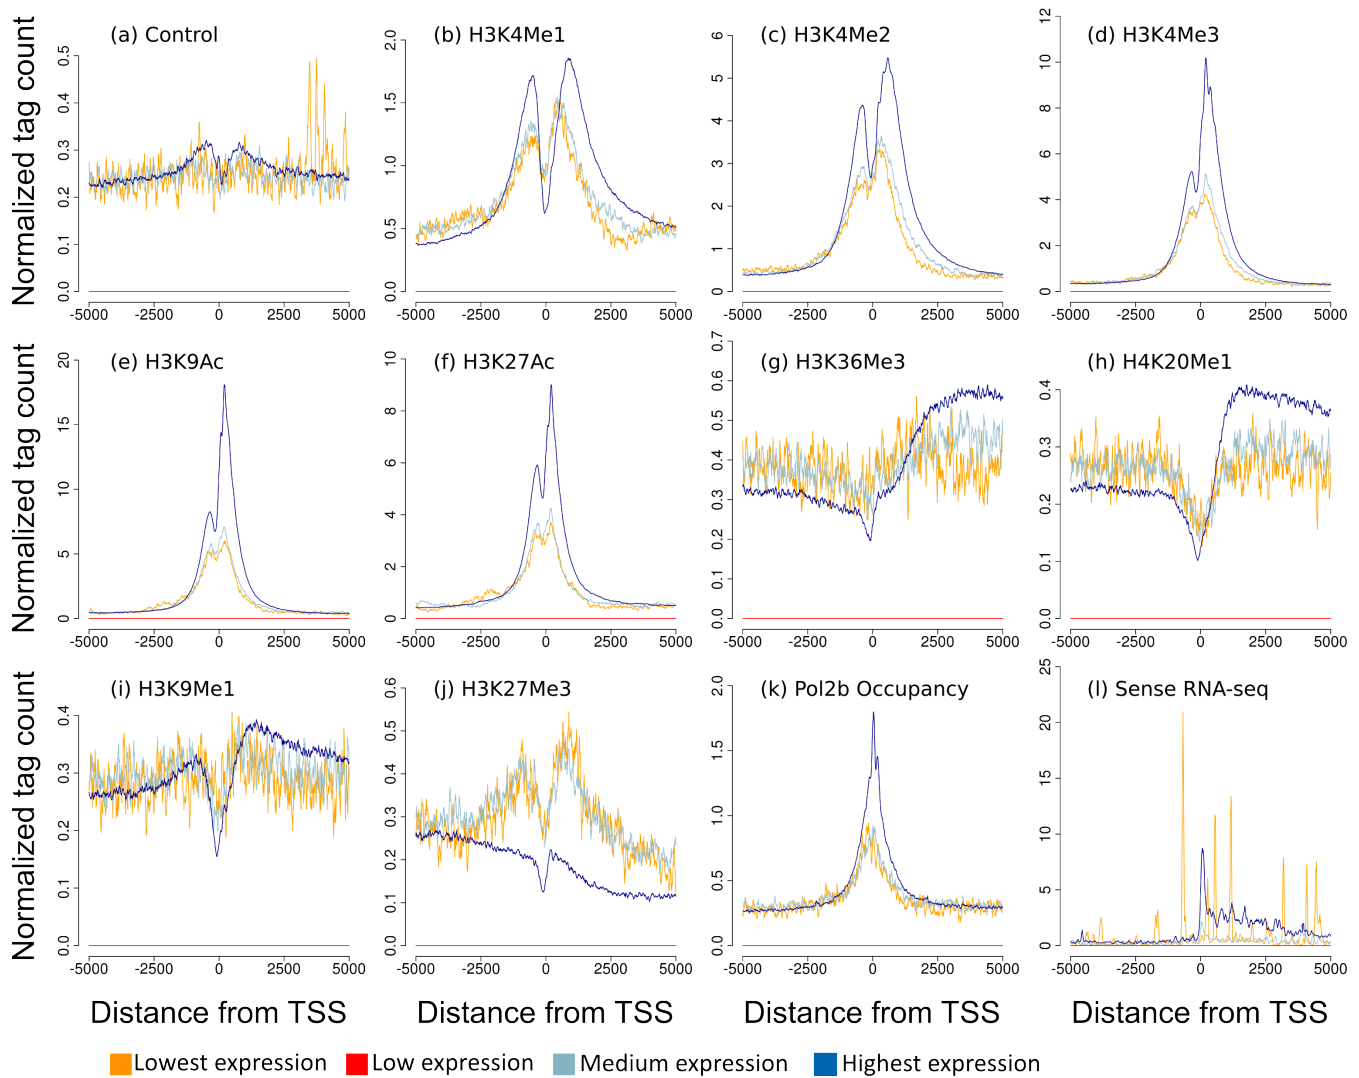 (a) Control
(b) H3K4Me1
(c) H3K4Me2
(d) H3K4Me3
Normalized tag count
0.0 0.1 0.2 0.3 0.4 0.5
0.0 0.5 1.0 1.5 2.0
0 1 2 3 4 5 6
0 2 4 6 8 10 12
-5000 -2500 0 2500 5000
-5000 -2500 0 2500 5000
-5000 -2500 0 2500 5000
-5000 -2500 0 2500 5000
(e) H3K9Ac
(f) H3K27Ac
(g) H3K36Me3
(h) H4K20Me1
Normalized tag count
0 5 10 15 20
0 2 4 6 8 10
0.0 0.1 0.2 0.3 0.4 0.5 0.6 0.7
0.0 0.1 0.2 0.3 0.4
-5000 -2500 0 2500 5000
-5000 -2500 0 2500 5000
-5000 -2500 0 2500 5000
-5000 -2500 0 2500 5000
(i) H3K9Me1
(j) H3K27Me3
(k) Pol2b Occupancy
(l) Sense RNA-seq
Normalized tag count
0.0 0.1 0.2 0.3 0.4
0.0 0.1 0.2 0.3 0.4 0.5 0.6
0.0 0.5 1.0 1.5 2.0
0 5 10 15 20 25
-5000 -2500 0 2500 5000
-5000 -2500 0 2500 5000
-5000 -2500 0 2500 5000
-5000 -2500 0 2500 5000
Distance from TSS
Distance from TSS
Distance from TSS
Distance from TSS
Lowest expression
Low expression
Medium expression
Highest expression